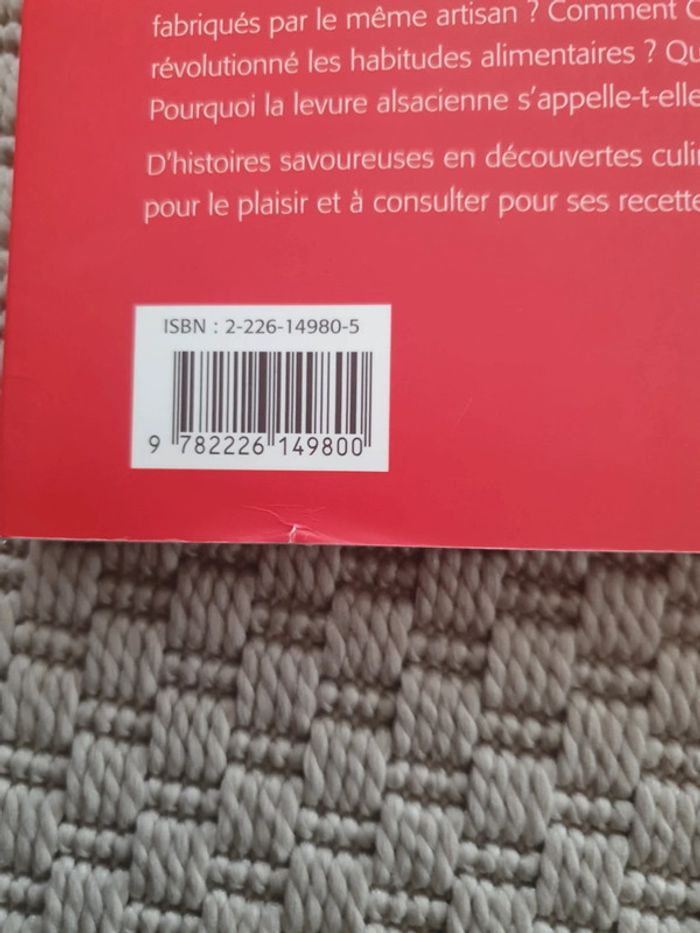 fabriqués par le même artisan ? Comment
révolutionné les habitudes alimentaires ?
Pourquoi la levure alsacienne s'appelle-t-elle
D'histoires savoureuses en découvertes
pour le plaisir et à consulter pour ses
ISBN : 2-226-14980-5
9 782226 149800